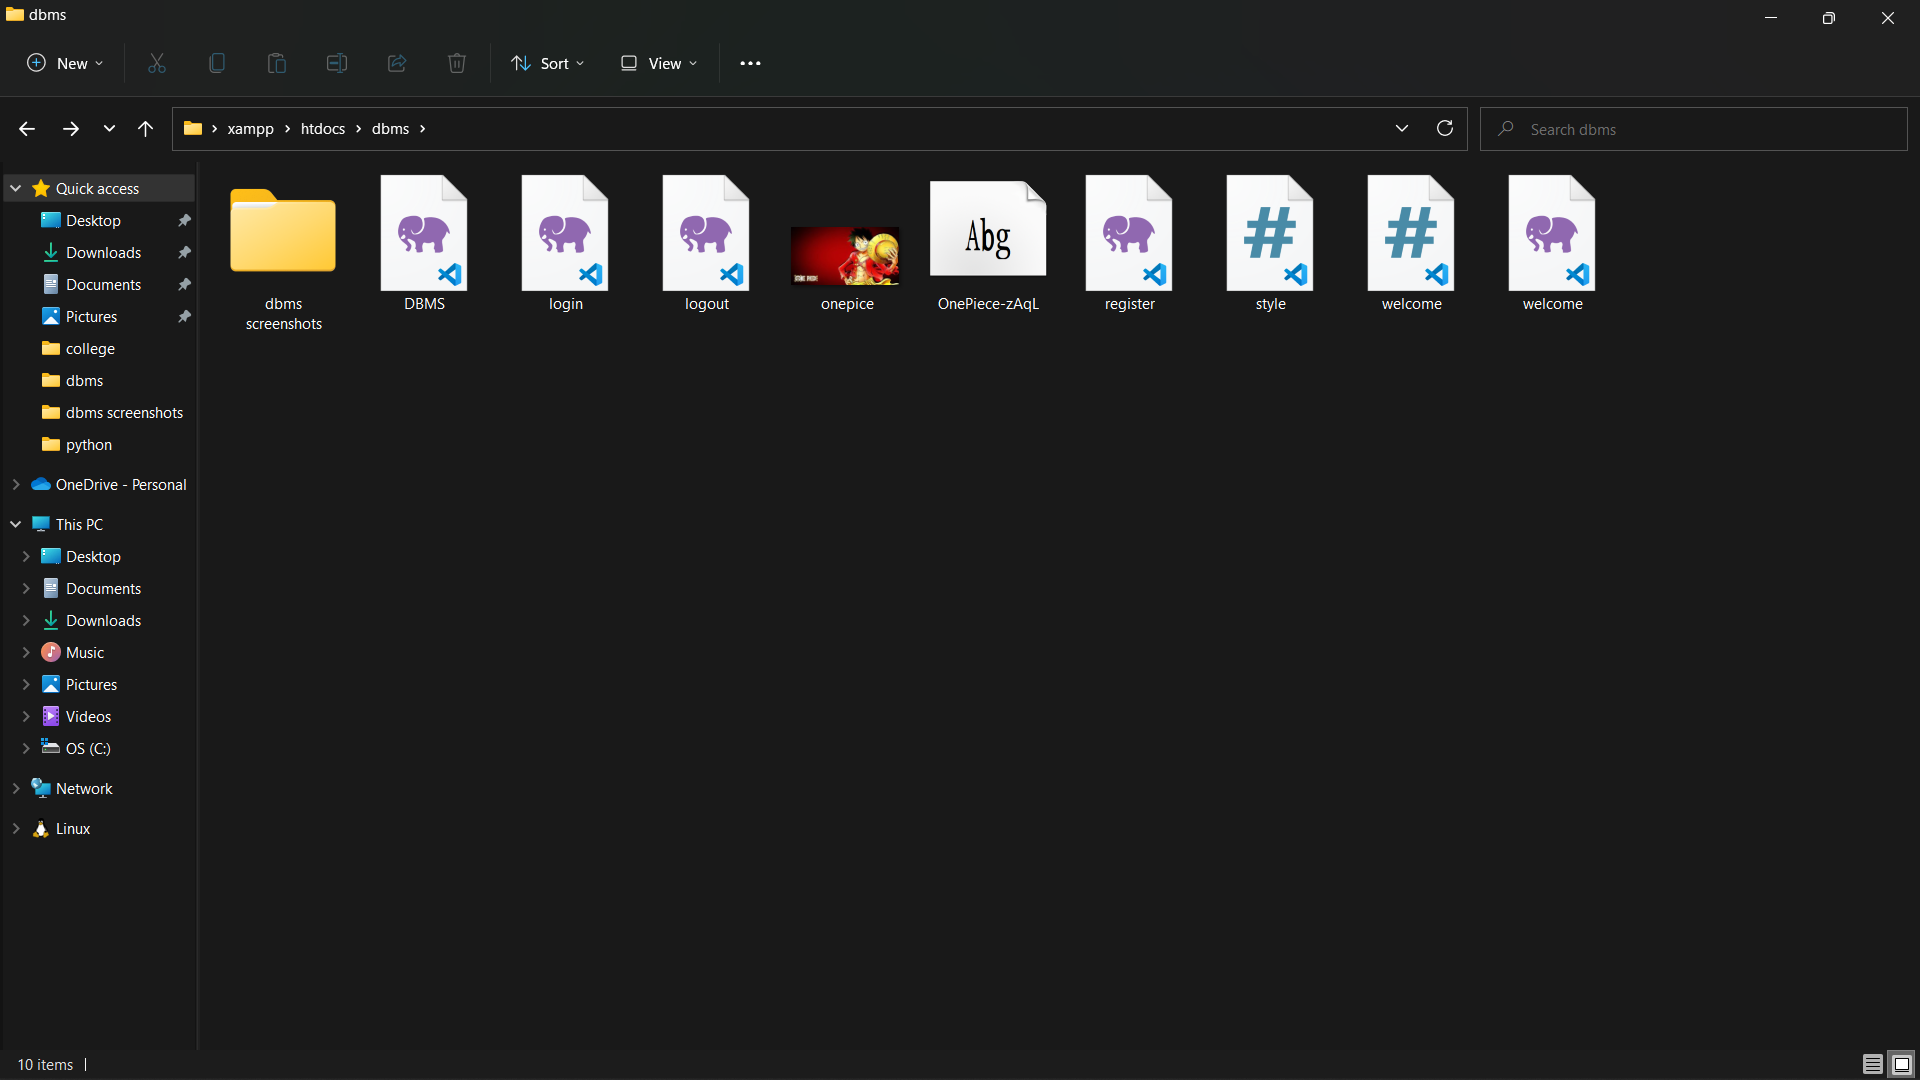 dbms
New
Sort
View
xampp
htdocs
dbms
Search dbms
Quick access
Desktop
Downloads
Documents
Pictures
college
dbms
dbms screenshots
python
OneDrive - Personal
This PC
Desktop
Documents
Downloads
Music
Pictures
Videos
OS (C:)
Network
Linux
dbms
screenshots
DBMS
login
logout
onepice
Abg
OnePiece-zAqL
register
#
style
#
welcome
welcome
10 items